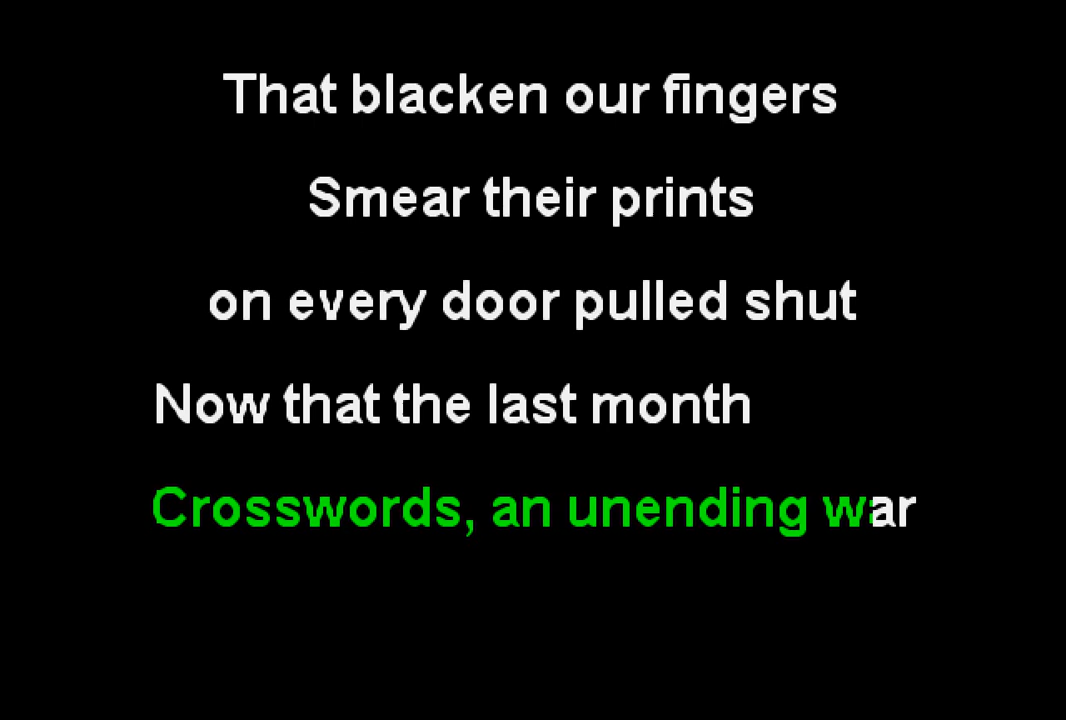 That blacken our fingers
Smear their prints
on every door pulled shut
Now that the last month
Crosswords, an unending war